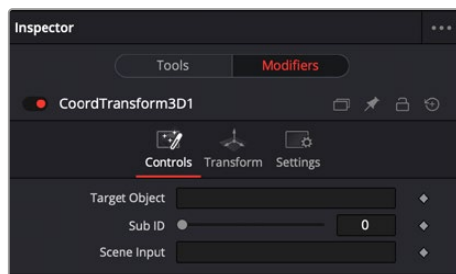 Inspector
Tools Modifiers
CoordTransform3D1
Controls Transform Settings
Target Object
Sub ID 0
Scene Input